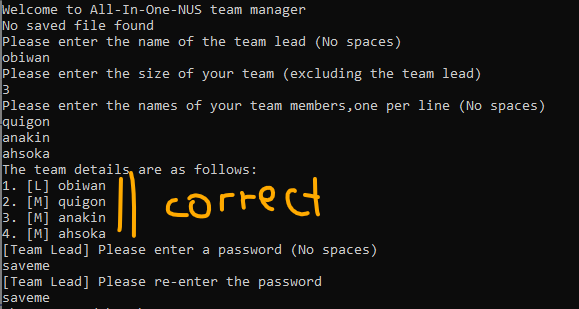 Welcome to All-In-One-NUS team manager
No saved file found
Please enter the name of the team lead (No spaces)
obiwan
Please enter the size of your team (excluding the team lead)
3
Please enter the names of your team members,one per line (No spaces)
quigon
anakin
ahsoka
The team details are as follows:
1. [L] obiwan
2. [M] quigon
3. [M] anakin
4. [M] ahsoka
correct
[Team Lead] Please enter a password (No spaces)
saveme
[Team Lead] Please re-enter the password
saveme